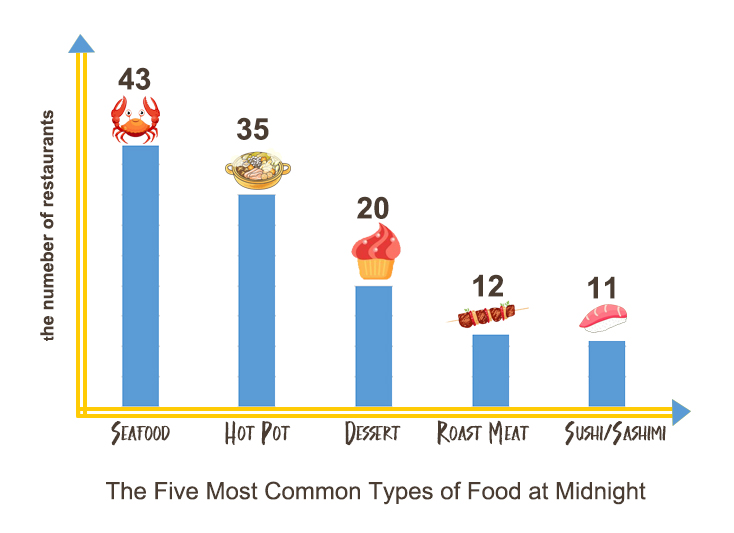 43
35
20
12
11
the numeber of restaurants
SEAFOOD
HOT POT
DESSERT
ROAST MEAT
SUSHI/SASHIMI
The Five Most Common Types of Food at Midnight